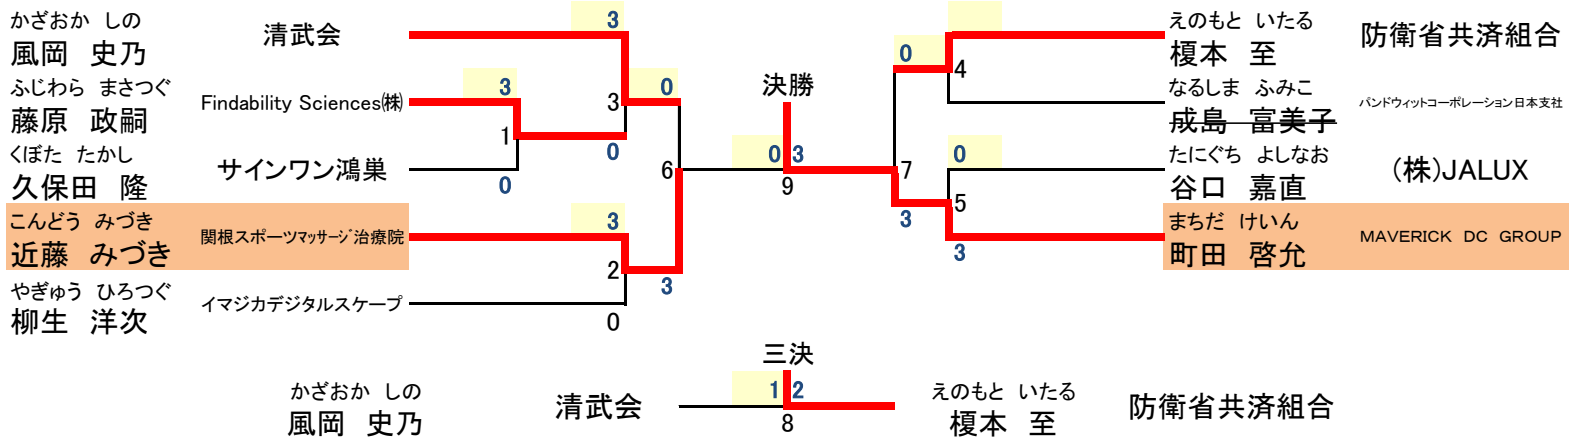 かざおか しの
風岡 史乃
清武会
3
ふじわら まさつぐ
藤原 政嗣
Findability Sciences㈱
3
1
3
0
0
くぼた たかし
久保田 隆
サインワン鴻巣
0
6
こんどう みづき
近藤 みづき
関根スポーツマッサージ治療院
3
2
3
やぎゅう ひろつぐ
柳生 洋次
イマジカデジタルスケープ
0
決勝
0 3
9
えのもと いたる
榎本 至
防衛省共済組合
0
4
なるしま ふみこ
成島 富美子
パンドウィットコーポレーション日本支社
たにぐち よしなお
谷口 嘉直
(株)JALUX
0
7
5
3
まちだ けいん
町田 啓允
MAVERICK DC GROUP
3
三決
かざおか しの
風岡 史乃
清武会
1 2
8
えのもと いたる
榎本 至
防衛省共済組合